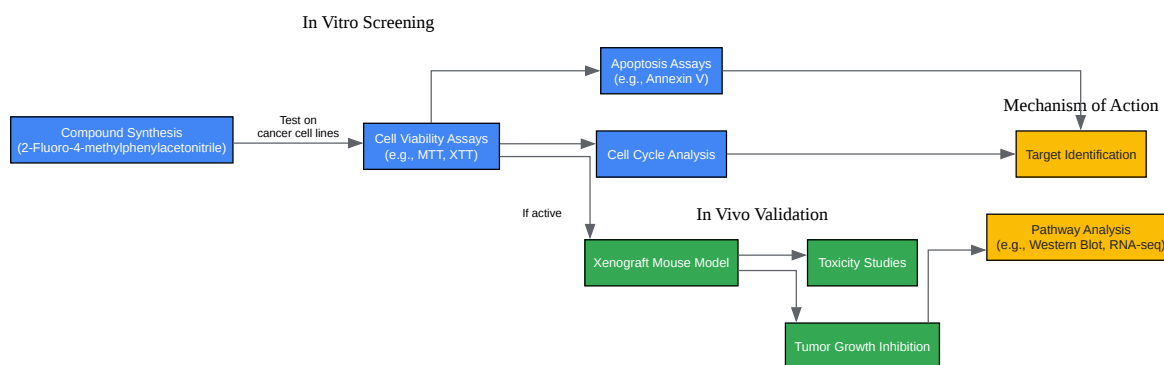 In Vitro Screening
Apoptosis Assays
(e.g., Annexin V)
Mechanism of Action
Compound Synthesis
(2-Fluoro-4-methylphenylacetonitrile)
Test on
cancer cell lines
Cell Viability Assays
(e.g., MTT, XTT)
Cell Cycle Analysis
Target Identification
If active
In Vivo Validation
Pathway Analysis
(e.g., Western Blot, RNA-seq)
Xenograft Mouse Model
Toxicity Studies
Tumor Growth Inhibition